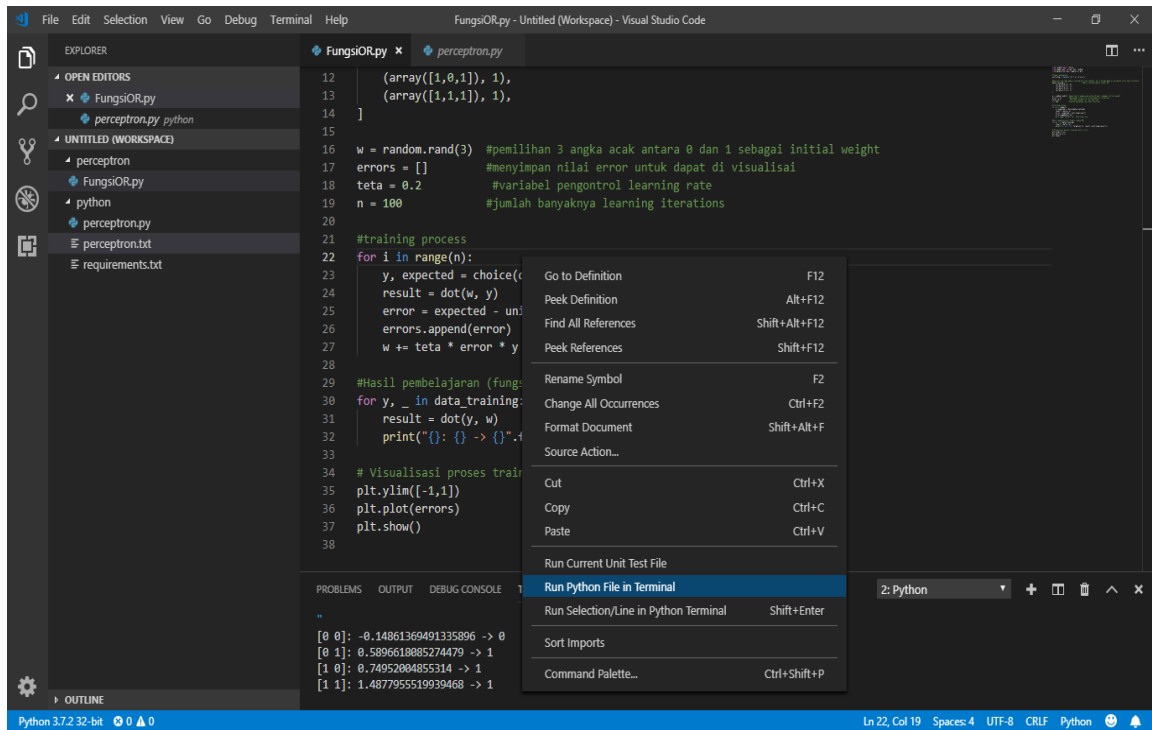 File Edit Selection View Go Debug Terminal Help FungsiOR.py - Untitled (Workspace) - Visual Studio Code
EXPLORER
OPEN EDITORS
FungsiOR.py
perceptron.py python
UNTITLED (WORKSPACE)
perceptron
FungsiOR.py
python
perceptron.py
perceptron.txt
requirements.txt
OUTLINE
FungsiOR.py perceptron.py
12 (array([1,0,1]), 1),
13 (array([1,1,1]), 1),
14 ]
15
16 w = random.rand(3) #pemilihan 3 angka acak antara 0 dan 1 sebagai initial weight
17 errors = [] #menyimpan nilai error untuk dapat di visualisai
18 teta = 0.2 #variabel pengontrol learning rate
19 n = 100 #jumlah banyaknya learning iterations
20
21 #training process
22 for i in range(n):
23 y, expected = choice(
24 result = dot(w, y)
25 error = expected - uni
26 errors.append(error)
27 w += teta * error * y
28
29 #Hasil pembelajaran (fungs
30 for y, _ in data_training:
31 result = dot(y, w)
32 print("{}: {} -> {}".f
33
34 # Visualisasi proses train
35 plt.ylim([-1,1])
36 plt.plot(errors)
37 plt.show()
38
Go to Definition F12
Peek Definition Alt+F12
Find All References Shift+Alt+F12
Peek References Shift+F12
Rename Symbol F2
Change All Occurrences Ctrl+F2
Format Document Shift+Alt+F
Source Action...
Cut Ctrl+X
Copy Ctrl+C
Paste Ctrl+V
Run Current Unit Test File
Run Python File in Terminal
Run Selection/Line in Python Terminal Shift+Enter
Sort Imports
Command Palette... Ctrl+Shift+P
PROBLEMS OUTPUT DEBUG CONSOLE T 2: Python
"
[0 0]: -0.14861369491335896 -> 0
[0 1]: 0.5896618085274479 -> 1
[1 0]: 0.74952004855314 -> 1
[1 1]: 1.4877955519939468 -> 1
Python 3.7.2 32-bit 0 0 Ln 22, Col 19 Spaces: 4 UTF-8 CRLF Python